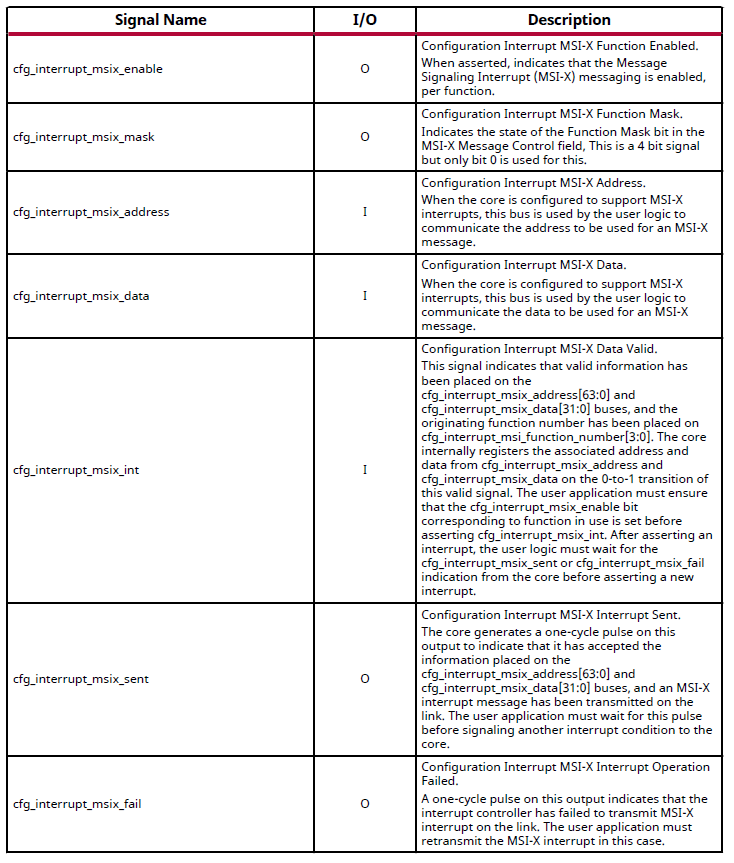 Signal Name I/O Description
cfg_interrupt_msix_enable O Configuration Interrupt MSI-X Function Enabled.
When asserted, indicates that the Message
Signaling Interrupt (MSI-X) messaging is enabled,
per function.
cfg_interrupt_msix_mask O Configuration Interrupt MSI-X Function Mask.
Indicates the state of the Function Mask bit in the
MSI-X Message Control field, This is a 4 bit signal
but only bit 0 is used for this.
cfg_interrupt_msix_address I Configuration Interrupt MSI-X Address.
When the core is configured to support MSI-X
interrupts, this bus is used by the user logic to
communicate the address to be used for an MSI-X
message.
cfg_interrupt_msix_data I Configuration Interrupt MSI-X Data.
When the core is configured to support MSI-X
interrupts, this bus is used by the user logic to
communicate the data to be used for an MSI-X
message.
cfg_interrupt_msix_int I Configuration Interrupt MSI-X Data Valid.
This signal indicates that valid information has
been placed on the
cfg_interrupt_msix_address[63:0] and
cfg_interrupt_msix_data[31:0] buses, and the
originating function number has been placed on
cfg_interrupt_msi_function_number[3:0]. The core
internally registers the associated address and
data from cfg_interrupt_msix_address and
cfg_interrupt_msix_data on the 0-to-1 transition of
this valid signal. The user application must ensure
that the cfg_interrupt_msix_enable bit
corresponding to function in use is set before
asserting cfg_interrupt_msix_int. After asserting an
interrupt, the user logic must wait for the
cfg_interrupt_msix_sent or cfg_interrupt_msix_fail
indication from the core before asserting a new
interrupt.
cfg_interrupt_msix_sent O Configuration Interrupt MSI-X Interrupt Sent.
The core generates a one-cycle pulse on this
output to indicate that it has accepted the
information placed on the
cfg_interrupt_msix_address[63:0] and
cfg_interrupt_msix_data[31:0] buses, and an MSI-X
interrupt message has been transmitted on the
link. The user application must wait for this pulse
before signaling another interrupt condition to the
core.
cfg_interrupt_msix_fail O Configuration Interrupt MSI-X Interrupt Operation
Failed.
A one-cycle pulse on this output indicates that the
interrupt controller has failed to transmit MSI-X
interrupt on the link. The user application must
retransmit the MSI-X interrupt in this case.